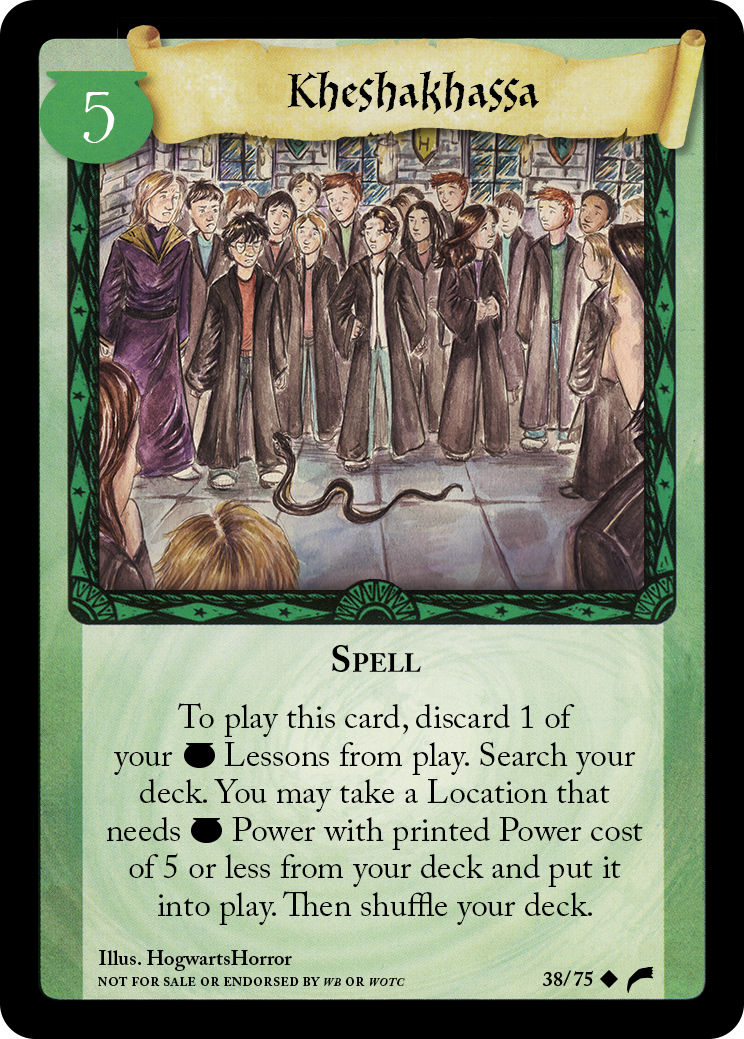 Kheshakhassa
5
H
SPELL
To play this card, discard 1 of
your Lessons from play. Search your
deck. You may take a Location that
needs Power with printed Power cost
of 5 or less from your deck and put it
into play. Then shuffle your deck.
Illus. HogwartsHorror
NOT FOR SALE OR ENDORSED BY WB OR WOTC
38/75